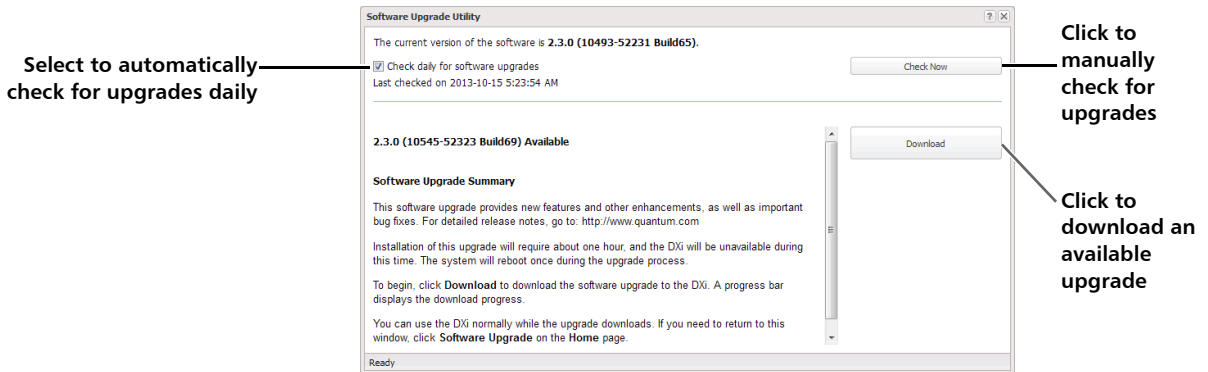 Software Upgrade Utility
The current version of the software is 2.3.0 (10493-52231 Build65).
Select to automatically
check for upgrades daily
Check daily for software upgrades
Last checked on 2013-10-15 5:23:54 AM
Check Now
Click to
manually
check for
upgrades
2.3.0 (10545-52323 Build69) Available
Download
Software Upgrade Summary
This software upgrade provides new features and other enhancements, as well as important
bug fixes. For detailed release notes, go to: http://www.quantum.com
Installation of this upgrade will require about one hour, and the DXi will be unavailable during
this time. The system will reboot once during the upgrade process.
To begin, click Download to download the software upgrade to the DXi. A progress bar
displays the download progress.
You can use the DXi normally while the upgrade downloads. If you need to return to this
window, click Software Upgrade on the Home page.
Click to
download an
available
upgrade
Ready